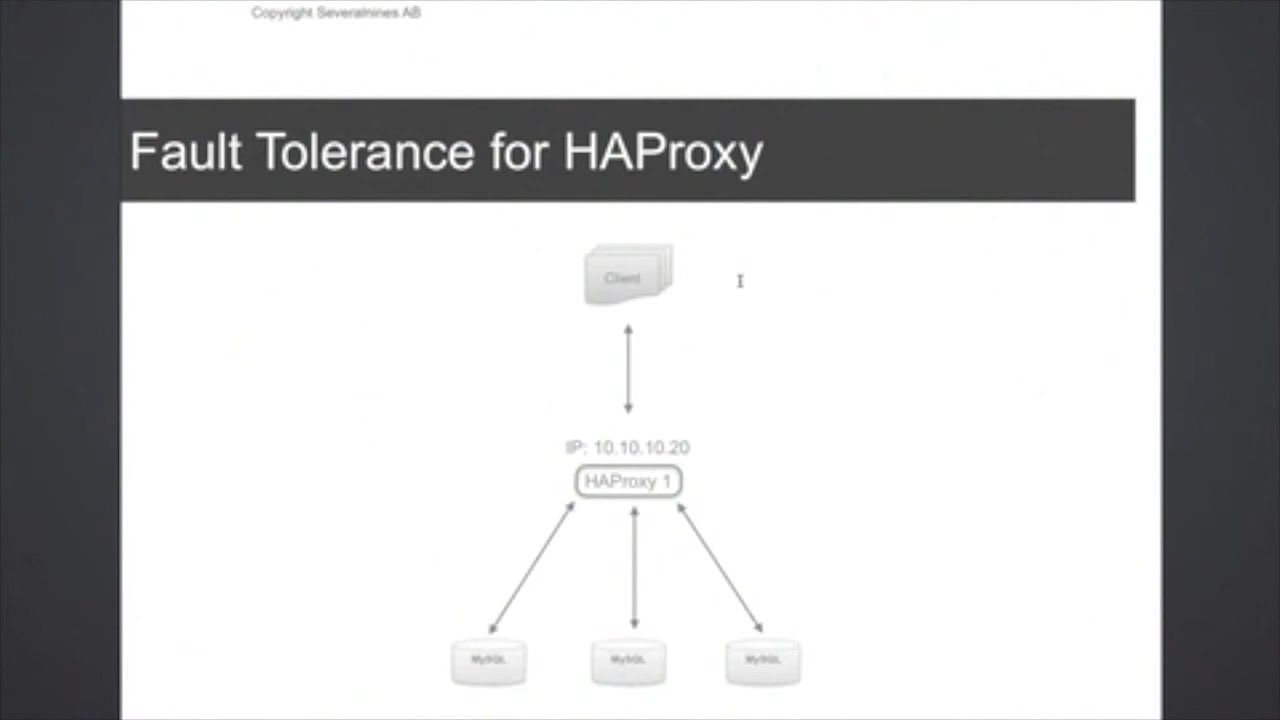 Copyright Severalnines AB
Fault Tolerance for HAProxy
Client
IP: 10.10.10.20
HAProxy 1
MySQL MySQL MySQL